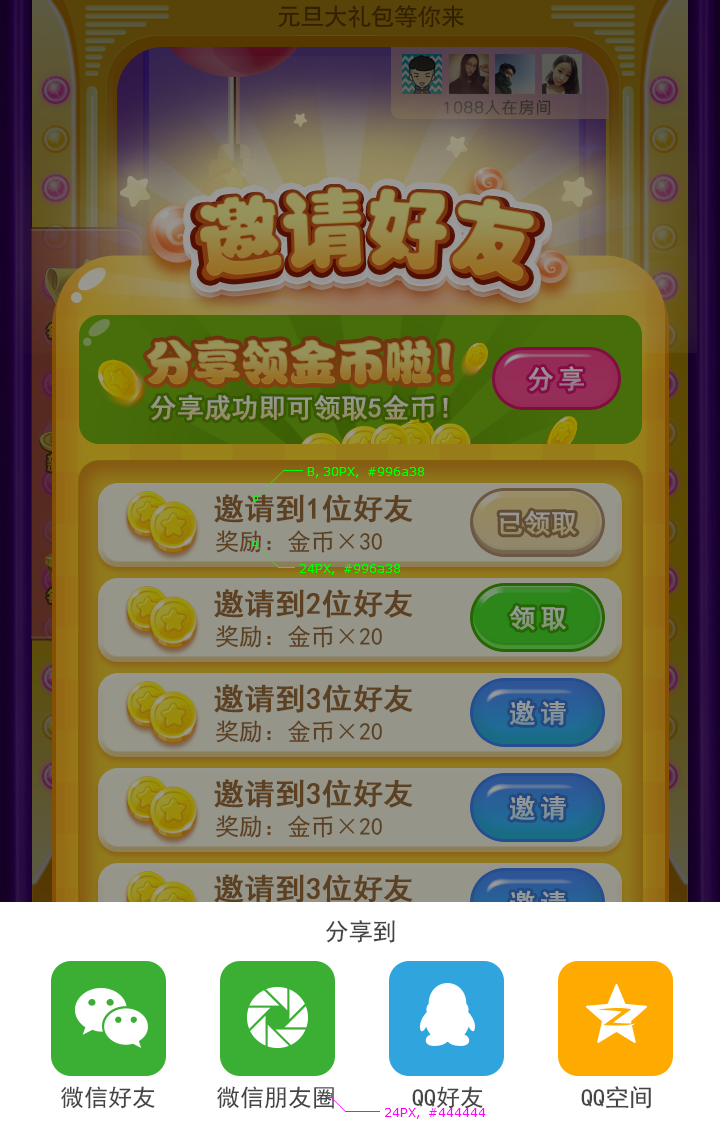 元旦大礼包等你来
1088人在房间
邀请好友
分享领金币啦!
分享成功即可领取5金币!
分享
B, 30PX, #996a38
邀请到1位好友
奖励：金币×30
已领取
24PX, #996a38
邀请到2位好友
奖励：金币×20
领取
邀请到3位好友
奖励：金币×20
邀请
邀请到3位好友
奖励：金币×20
邀请
邀请到3位好友
邀请
分享到
微信好友
微信朋友圈
QQ好友
QQ空间
24PX, #444444